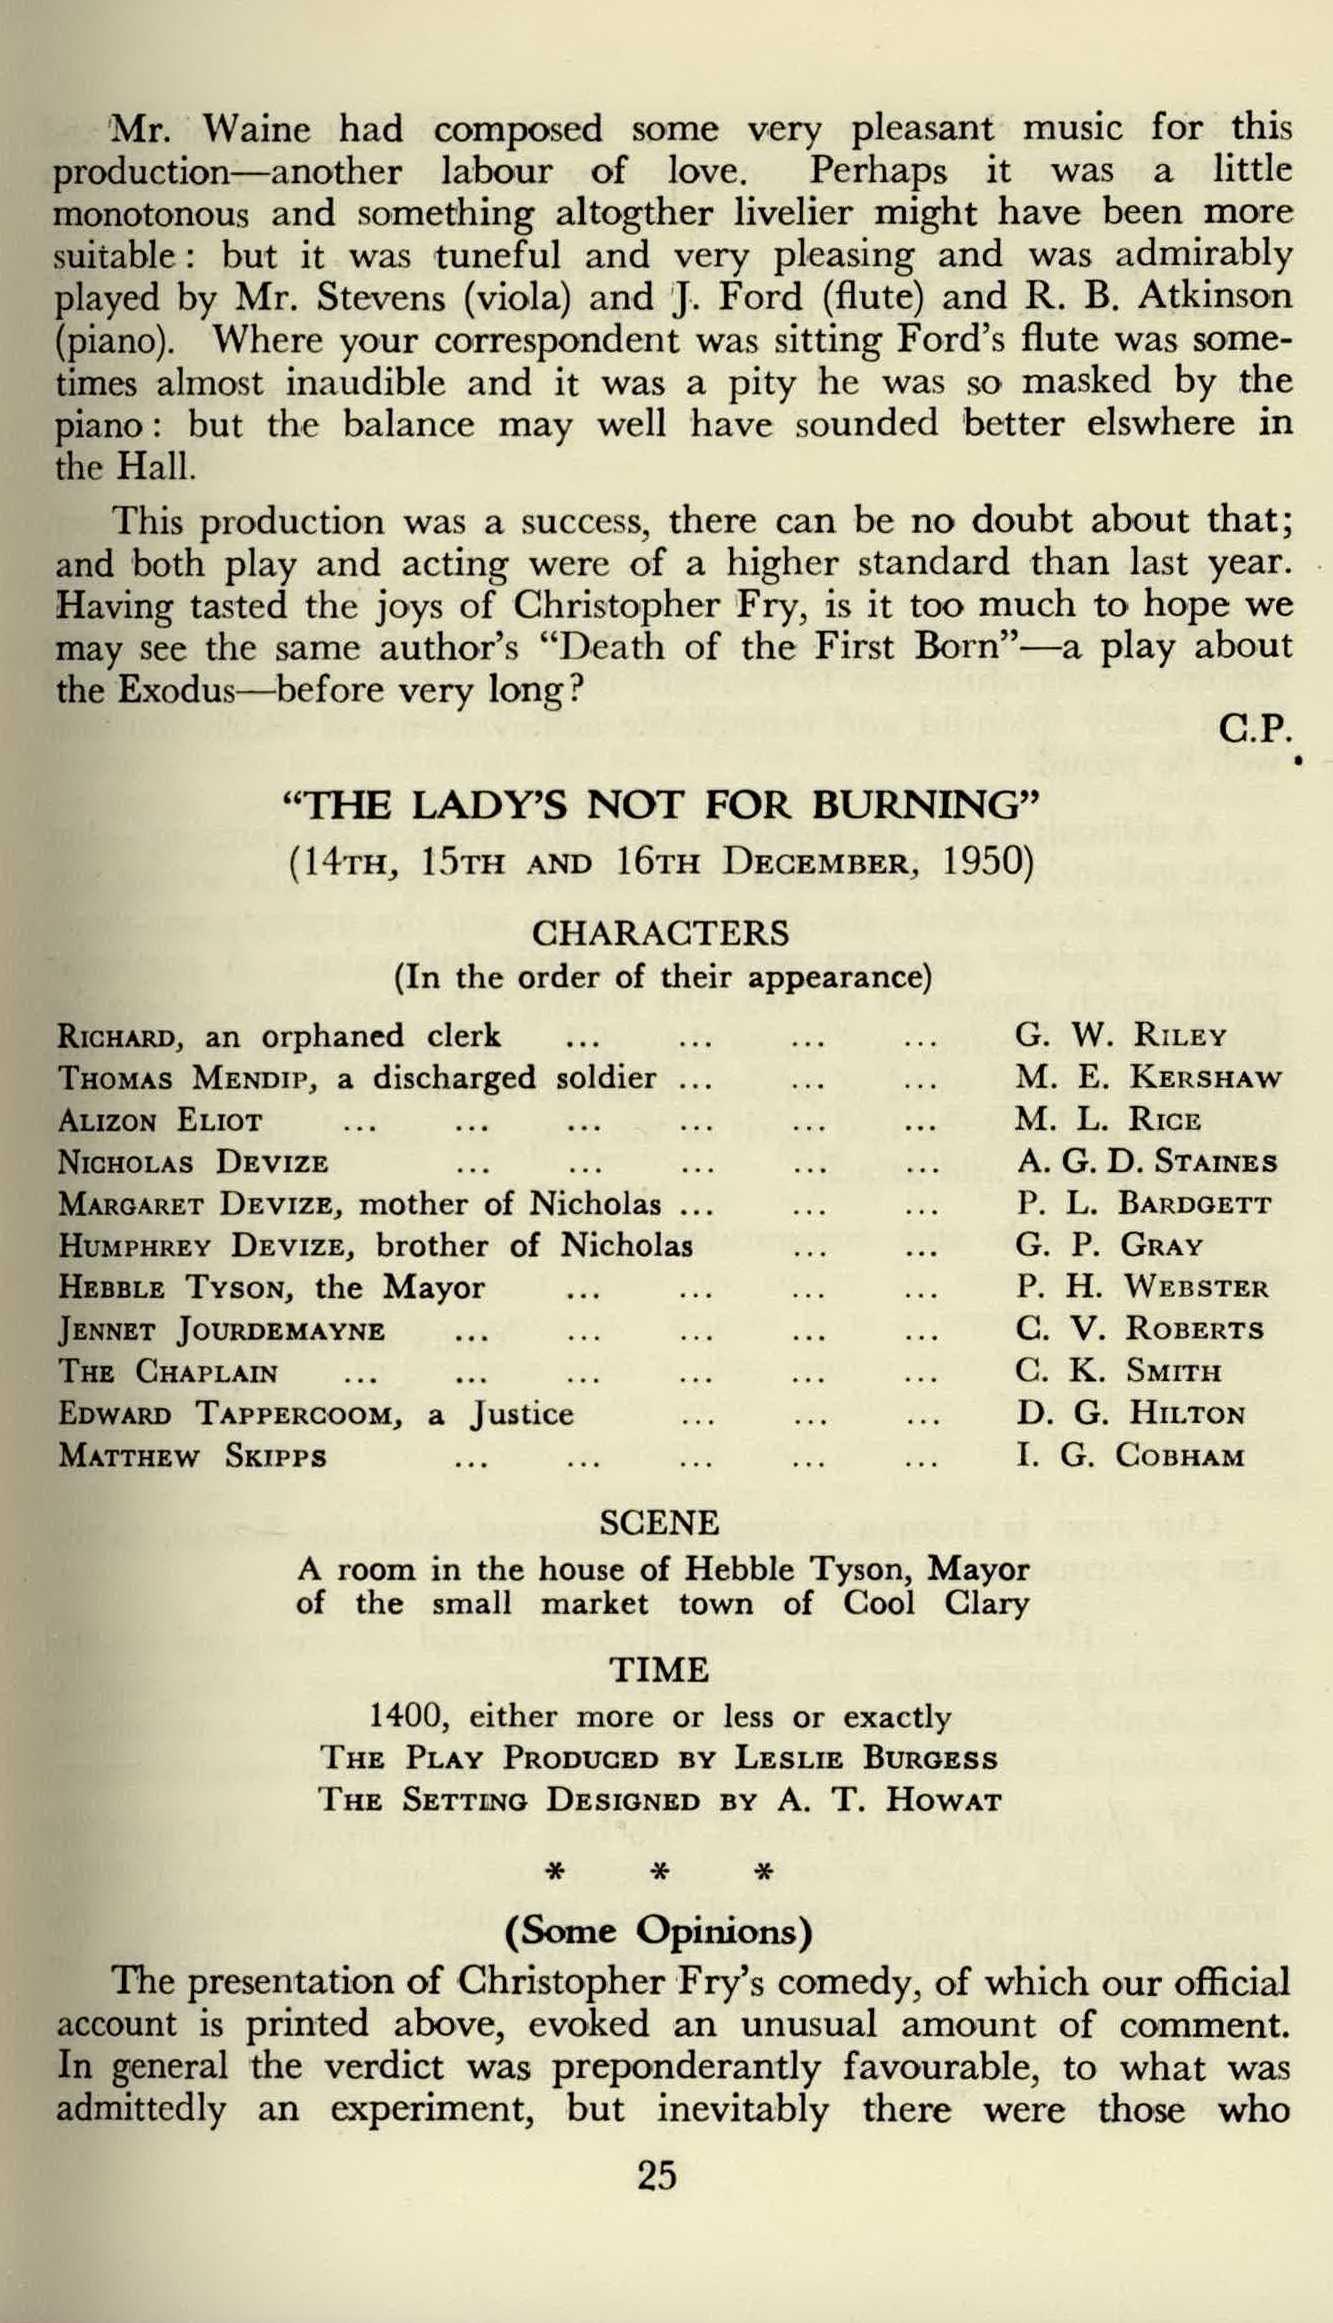 Mr. Waine had composed some very pleasant music for this
production—another labour of love. Perhaps it was a little
monotonous and something altogther livelier might have been more
suitable : but it was tuneful and very pleasing and was admirably
played by Mr. Stevens (viola) and J. Ford (flute) and R. B. Atkinson
(piano). Where your correspondent was sitting Ford's flute was some-
times almost inaudible and it was a pity he was so masked by the
piano : but the balance may well have sounded better elswhere in
the Hall.
This production was a success, there can be no doubt about that;
and both play and acting were of a higher standard than last year.
Having tasted the joys of Christopher Fry, is it too much to hope we
may see the same author's “Death of the First Born”—a play about
the Exodus—before very long?
C.P.
“THE LADY'S NOT FOR BURNING”
(14TH, 15TH AND 16TH DECEMBER, 1950)
CHARACTERS
(In the order of their appearance)
RICHARD, an orphaned clerk ... ... ... ... G. W. RILEY
THOMAS MENDIP, a discharged soldier ... ... ... M. E. KERSHAW
ALIZON ELIOT ... ... ... ... ... ... M. L. RICE
NICHOLAS DEVIZE ... ... ... ... ... A. G. D. STAINES
MARGARET DEVIZE, mother of Nicholas ... ... ... P. L. BARDGETT
HUMPHREY DEVIZE, brother of Nicholas ... ... G. P. GRAY
HEBBLE TYSON, the Mayor ... ... ... ... P. H. WEBSTER
JENNET JOURDEMAYNE ... ... ... ... ... C. V. ROBERTS
THE CHAPLAIN ... ... ... ... ... ... C. K. SMITH
EDWARD TAPPERCOOM, a Justice ... ... ... D. G. HILTON
MATTHEW SKIPPS ... ... ... ... ... I. G. COBHAM
SCENE
A room in the house of Hebble Tyson, Mayor
of the small market town of Cool Clary
TIME
1400, either more or less or exactly
THE PLAY PRODUCED BY LESLIE BURGESS
THE SETTING DESIGNED BY A. T. HOWAT
* * *
(Some Opinions)
The presentation of Christopher Fry's comedy, of which our official
account is printed above, evoked an unusual amount of comment.
In general the verdict was preponderantly favourable, to what was
admittedly an experiment, but inevitably there were those who
25